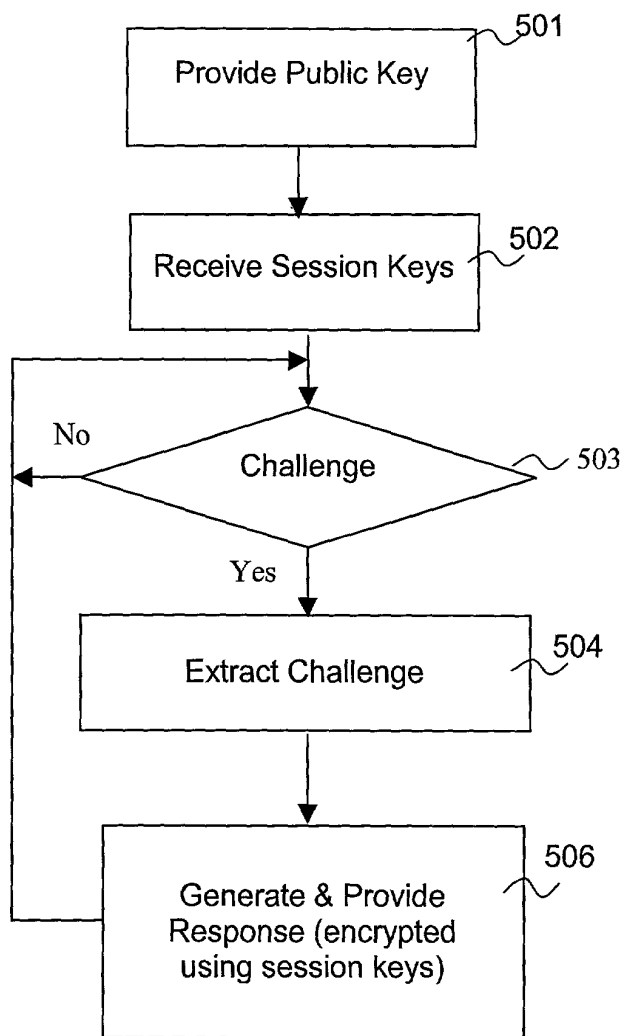 501
Provide Public Key
502
Receive Session Keys
No
Challenge
503
Yes
504
Extract Challenge
506
Generate & Provide
Response (encrypted
using session keys)